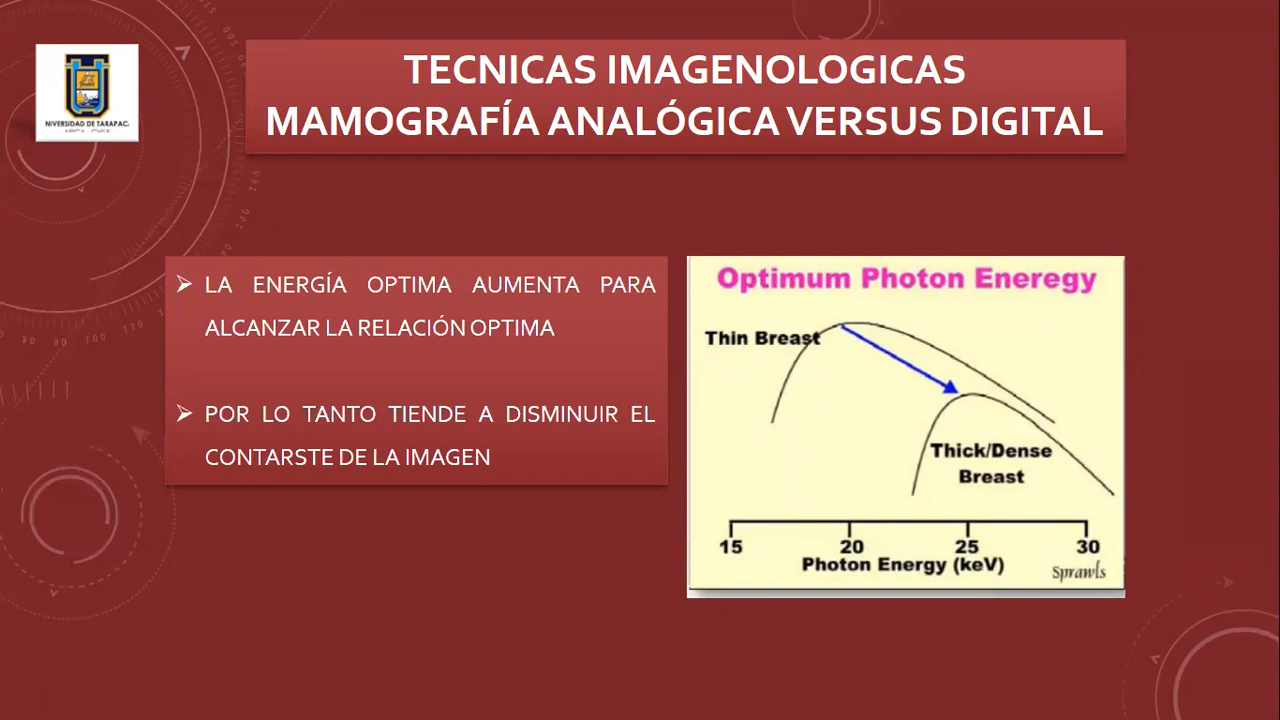 TECNICAS IMAGENOLOGICAS
MAMOGRAFÍA ANALÓGICA VERSUS DIGITAL
NIVERSIDAD DE TARAPAC
LA ENERGÍA OPTIMA AUMENTA PARA
ALCANZAR LA RELACIÓN OPTIMA
POR LO TANTO TIENDE A DISMINUIR EL
CONTARSTE DE LA IMAGEN
Optimum Photon Eneregy
Thin Breast
Thick/Dense
Breast
15 20 25 30
Photon Energy (keV)
Sprawls